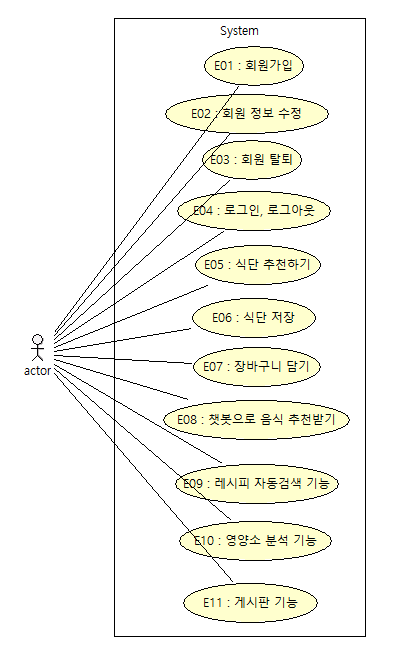 System
E01 : 회원가입
E02 : 회원 정보 수정
E03 : 회원 탈퇴
E04 : 로그인, 로그아웃
E05 : 식단 추천하기
E06 : 식단 저장
E07 : 장바구니 담기
actor
E08 : 챗봇으로 음식 추천받기
E09 : 레시피 자동검색 기능
E10 : 영양소 분석 기능
E11 : 게시판 기능